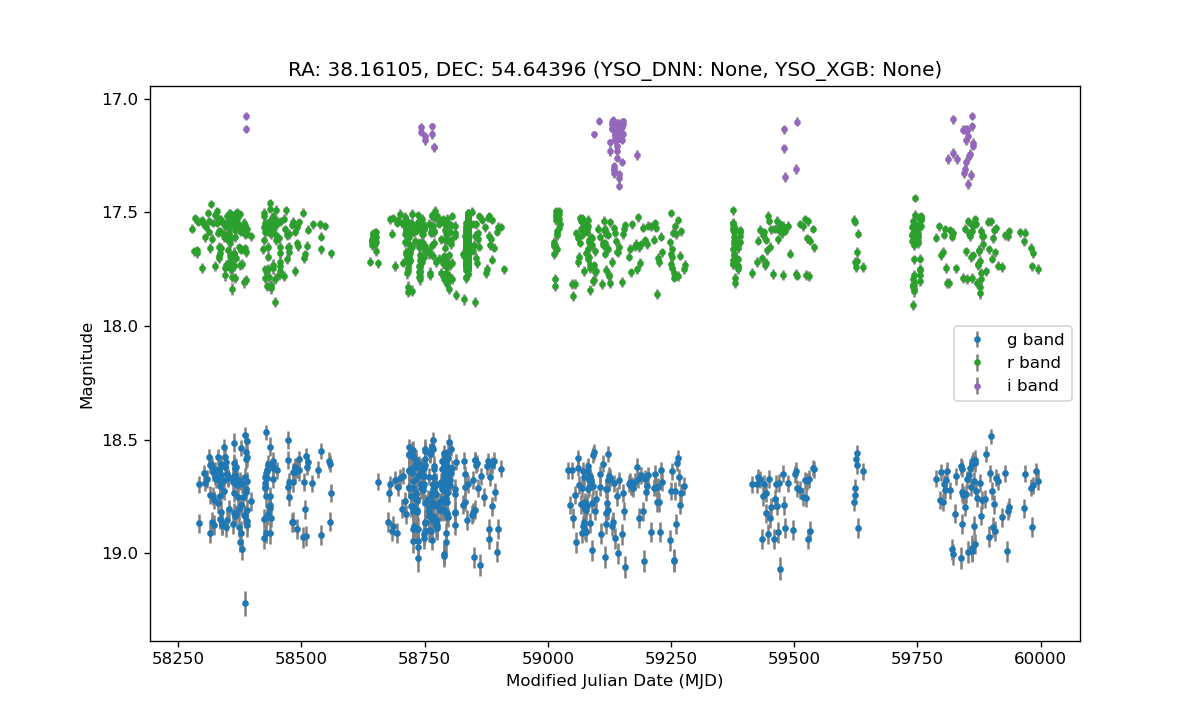 RA: 38.16105, DEC: 54.64396 (YSO_DNN: None, YSO_XGB: None)
17.0
17.5
18.0
18.5
19.0
Magnitude
g band
r band
i band
58250 58500 58750 59000 59250 59500 59750 60000
Modified Julian Date (MJD)